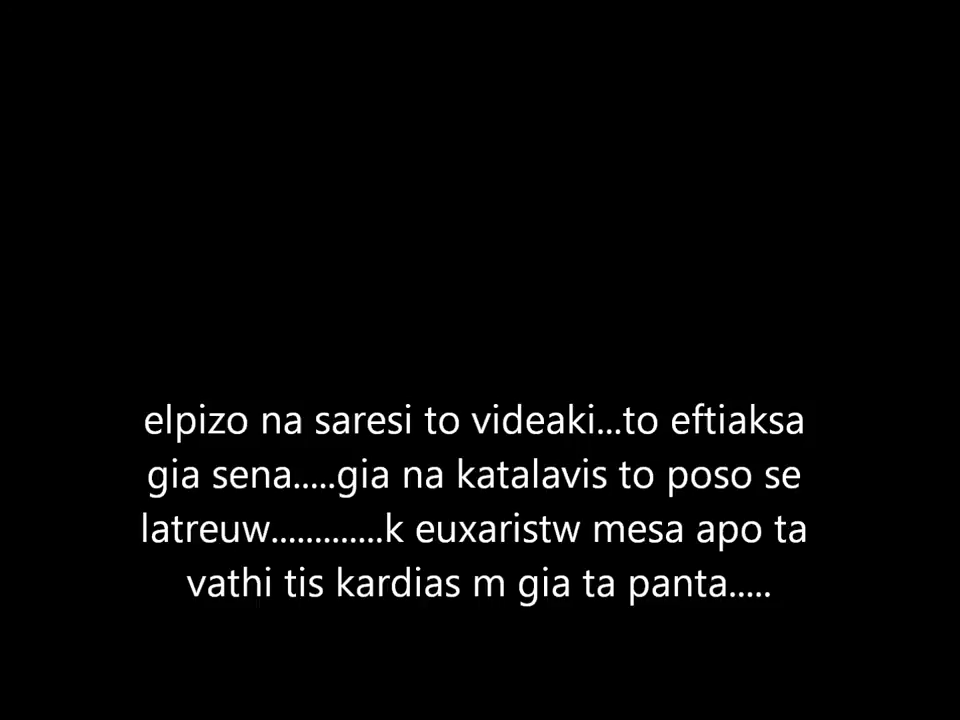 elpizo na saresi to videaki...to eftiaksa
gia sena.....gia na katalavis to poso se
latreuw.............k euxaristw mesa apo ta
vathi tis kardias m gia ta panta.....